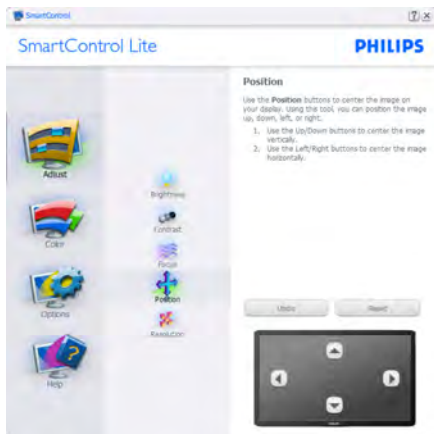 SmartControl
SmartControl Lite
PHILIPS
Adjust
Color
Options
Help
Brightness
Contrast
Focus
Position
Resolution
Position
Use the Position buttons to center the image on
your display. Using the tool, you can position the image
up, down, left, or right.
1. Use the Up/Down buttons to center the image
vertically.
2. Use the Left/Right buttons to center the image
horizontally.
Undo
Reset